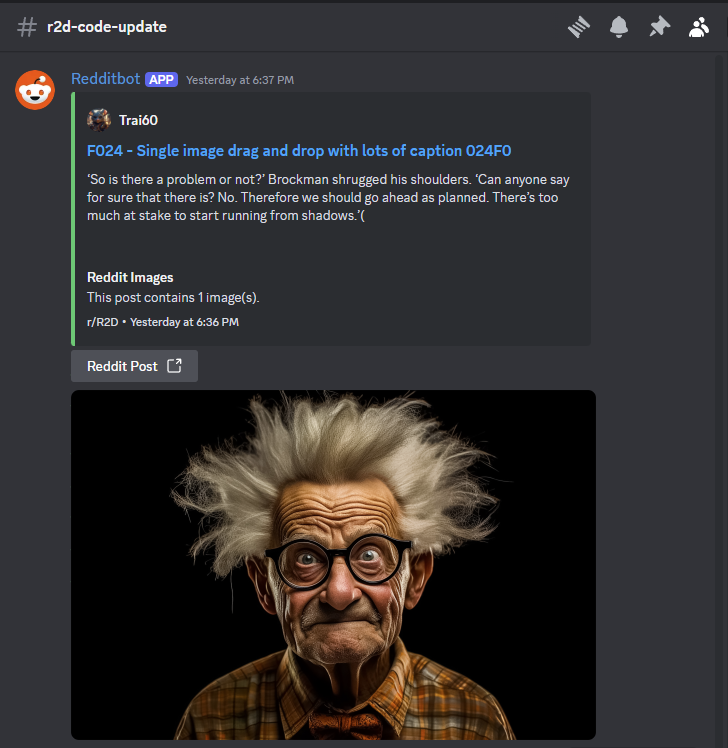 # r2d-code-update
Redditbot APP Yesterday at 6:37 PM
Trai60
F024 - Single image drag and drop with lots of caption 024F0
‘So is there a problem or not?’ Brockman shrugged his shoulders. ‘Can anyone say
for sure that there is? No. Therefore we should go ahead as planned. There’s too
much at stake to start running from shadows.’(
Reddit Images
This post contains 1 image(s).
r/R2D • Yesterday at 6:36 PM
Reddit Post